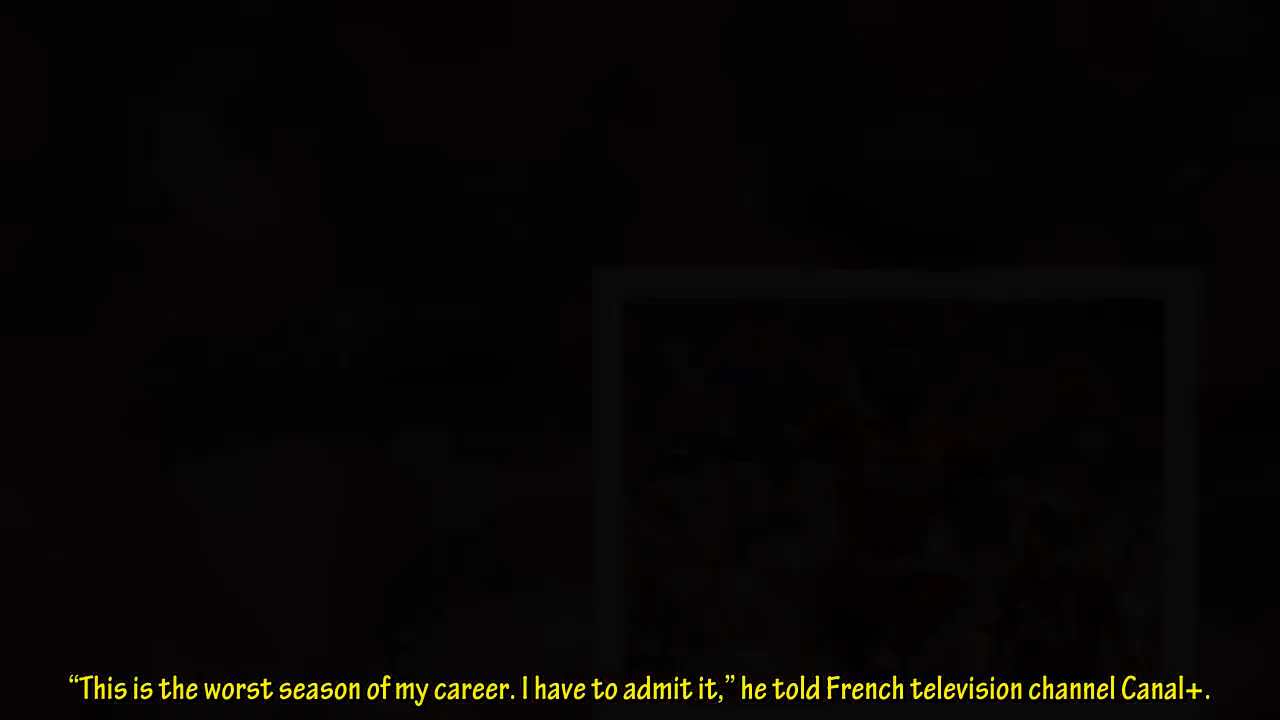 “This is the worst season of my career. I have to admit it,” he told French television channel Canal+.